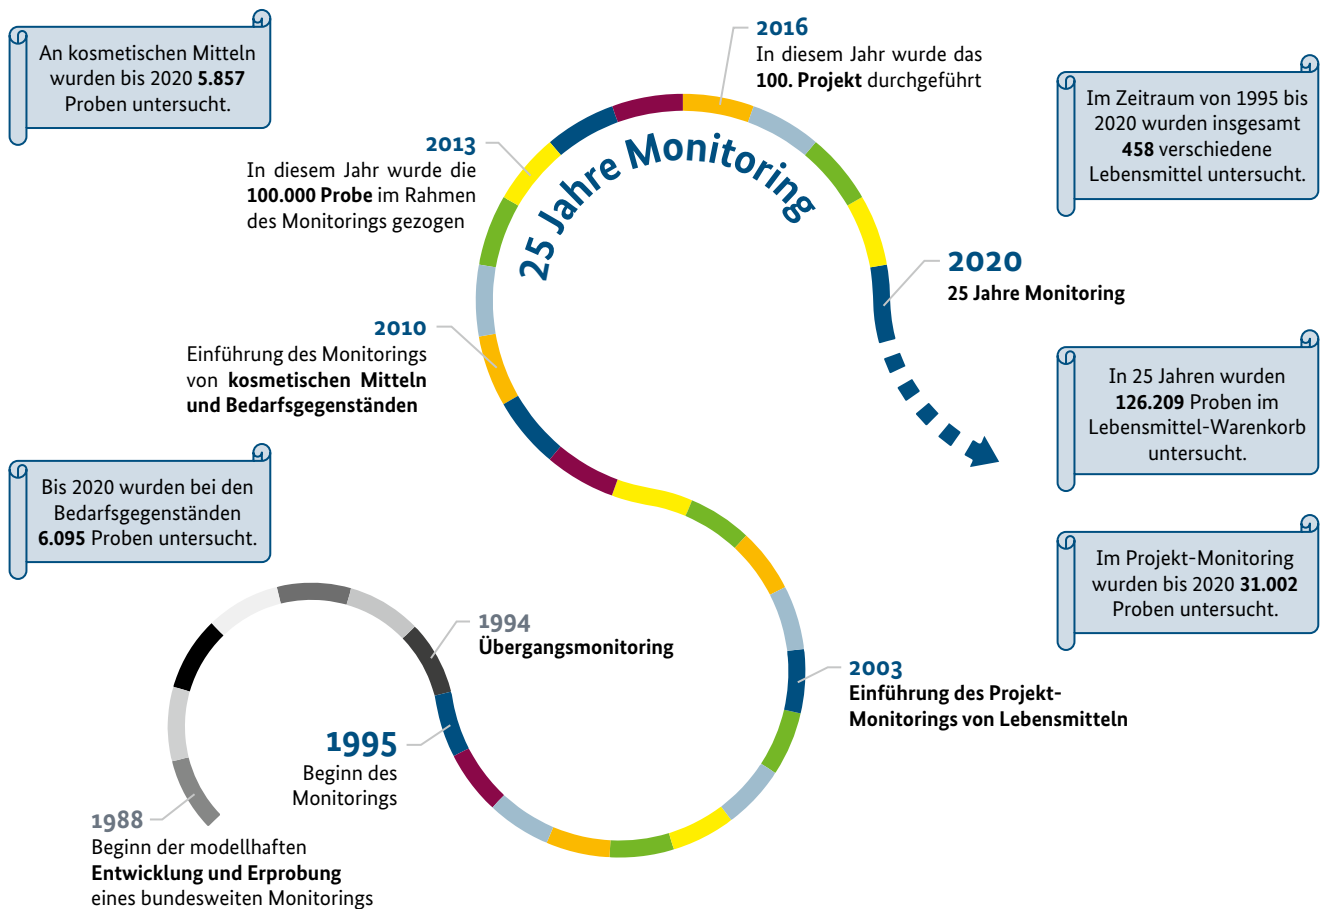 An kosmetischen Mitteln
wurden bis 2020 5.857
Proben untersucht.
2016
In diesem Jahr wurde das
100. Projekt durchgeführt
Im Zeitraum von 1995 bis
2020 wurden insgesamt
458 verschiedene
Lebensmittel untersucht.
2013
In diesem Jahr wurde die
100.000 Probe im Rahmen
des Monitorings gezogen
25 Jahre Monitoring
2020
25 Jahre Monitoring
2010
Einführung des Monitorings
von kosmetischen Mitteln
und Bedarfsgegenständen
In 25 Jahren wurden
126.209 Proben im
Lebensmittel-Warenkorb
untersucht.
Bis 2020 wurden bei den
Bedarfsgegenständen
6.095 Proben untersucht.
Im Projekt-Monitoring
wurden bis 2020 31.002
Proben untersucht.
1994
Übergangsmonitoring
2003
Einführung des Projekt-
Monitorings von Lebensmitteln
1995
Beginn des
Monitorings
1988
Beginn der modellhaften
Entwicklung und Erprobung
eines bundesweiten Monitorings